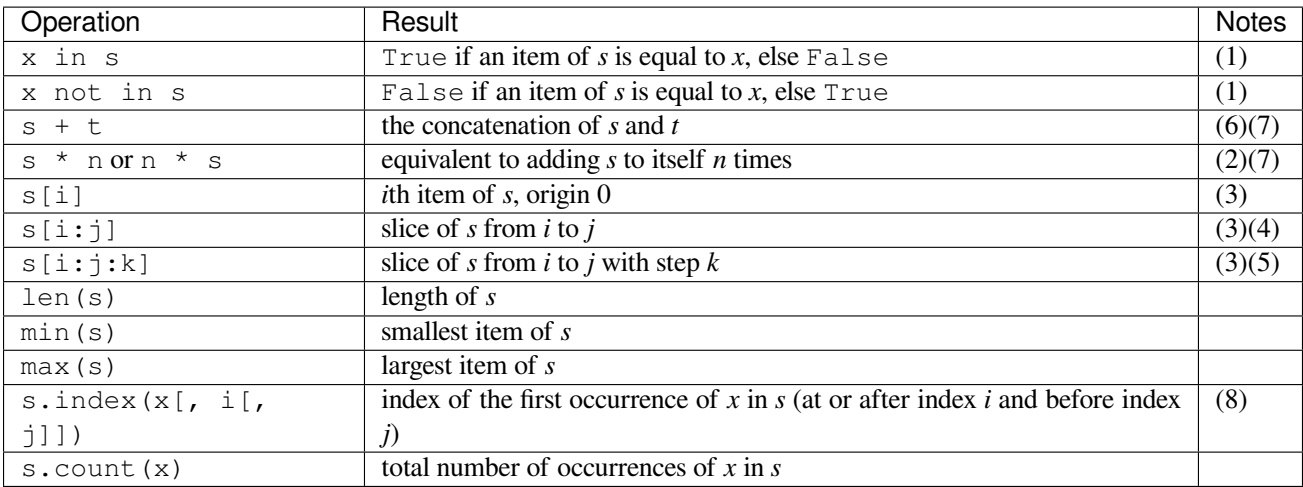 Operation Result Notes
x in s True if an item of s is equal to x, else False (1)
x not in s False if an item of s is equal to x, else True (1)
s + t the concatenation of s and t (6)(7)
s * n or n * s equivalent to adding s to itself n times (2)(7)
s[i] ith item of s, origin 0 (3)
s[i:j] slice of s from i to j (3)(4)
s[i:j:k] slice of s from i to j with step k (3)(5)
len(s) length of s
min(s) smallest item of s
max(s) largest item of s
s.index(x[, i[, index of the first occurrence of x in s (at or after index i and before index (8)
j]]) j)
s.count(x) total number of occurrences of x in s